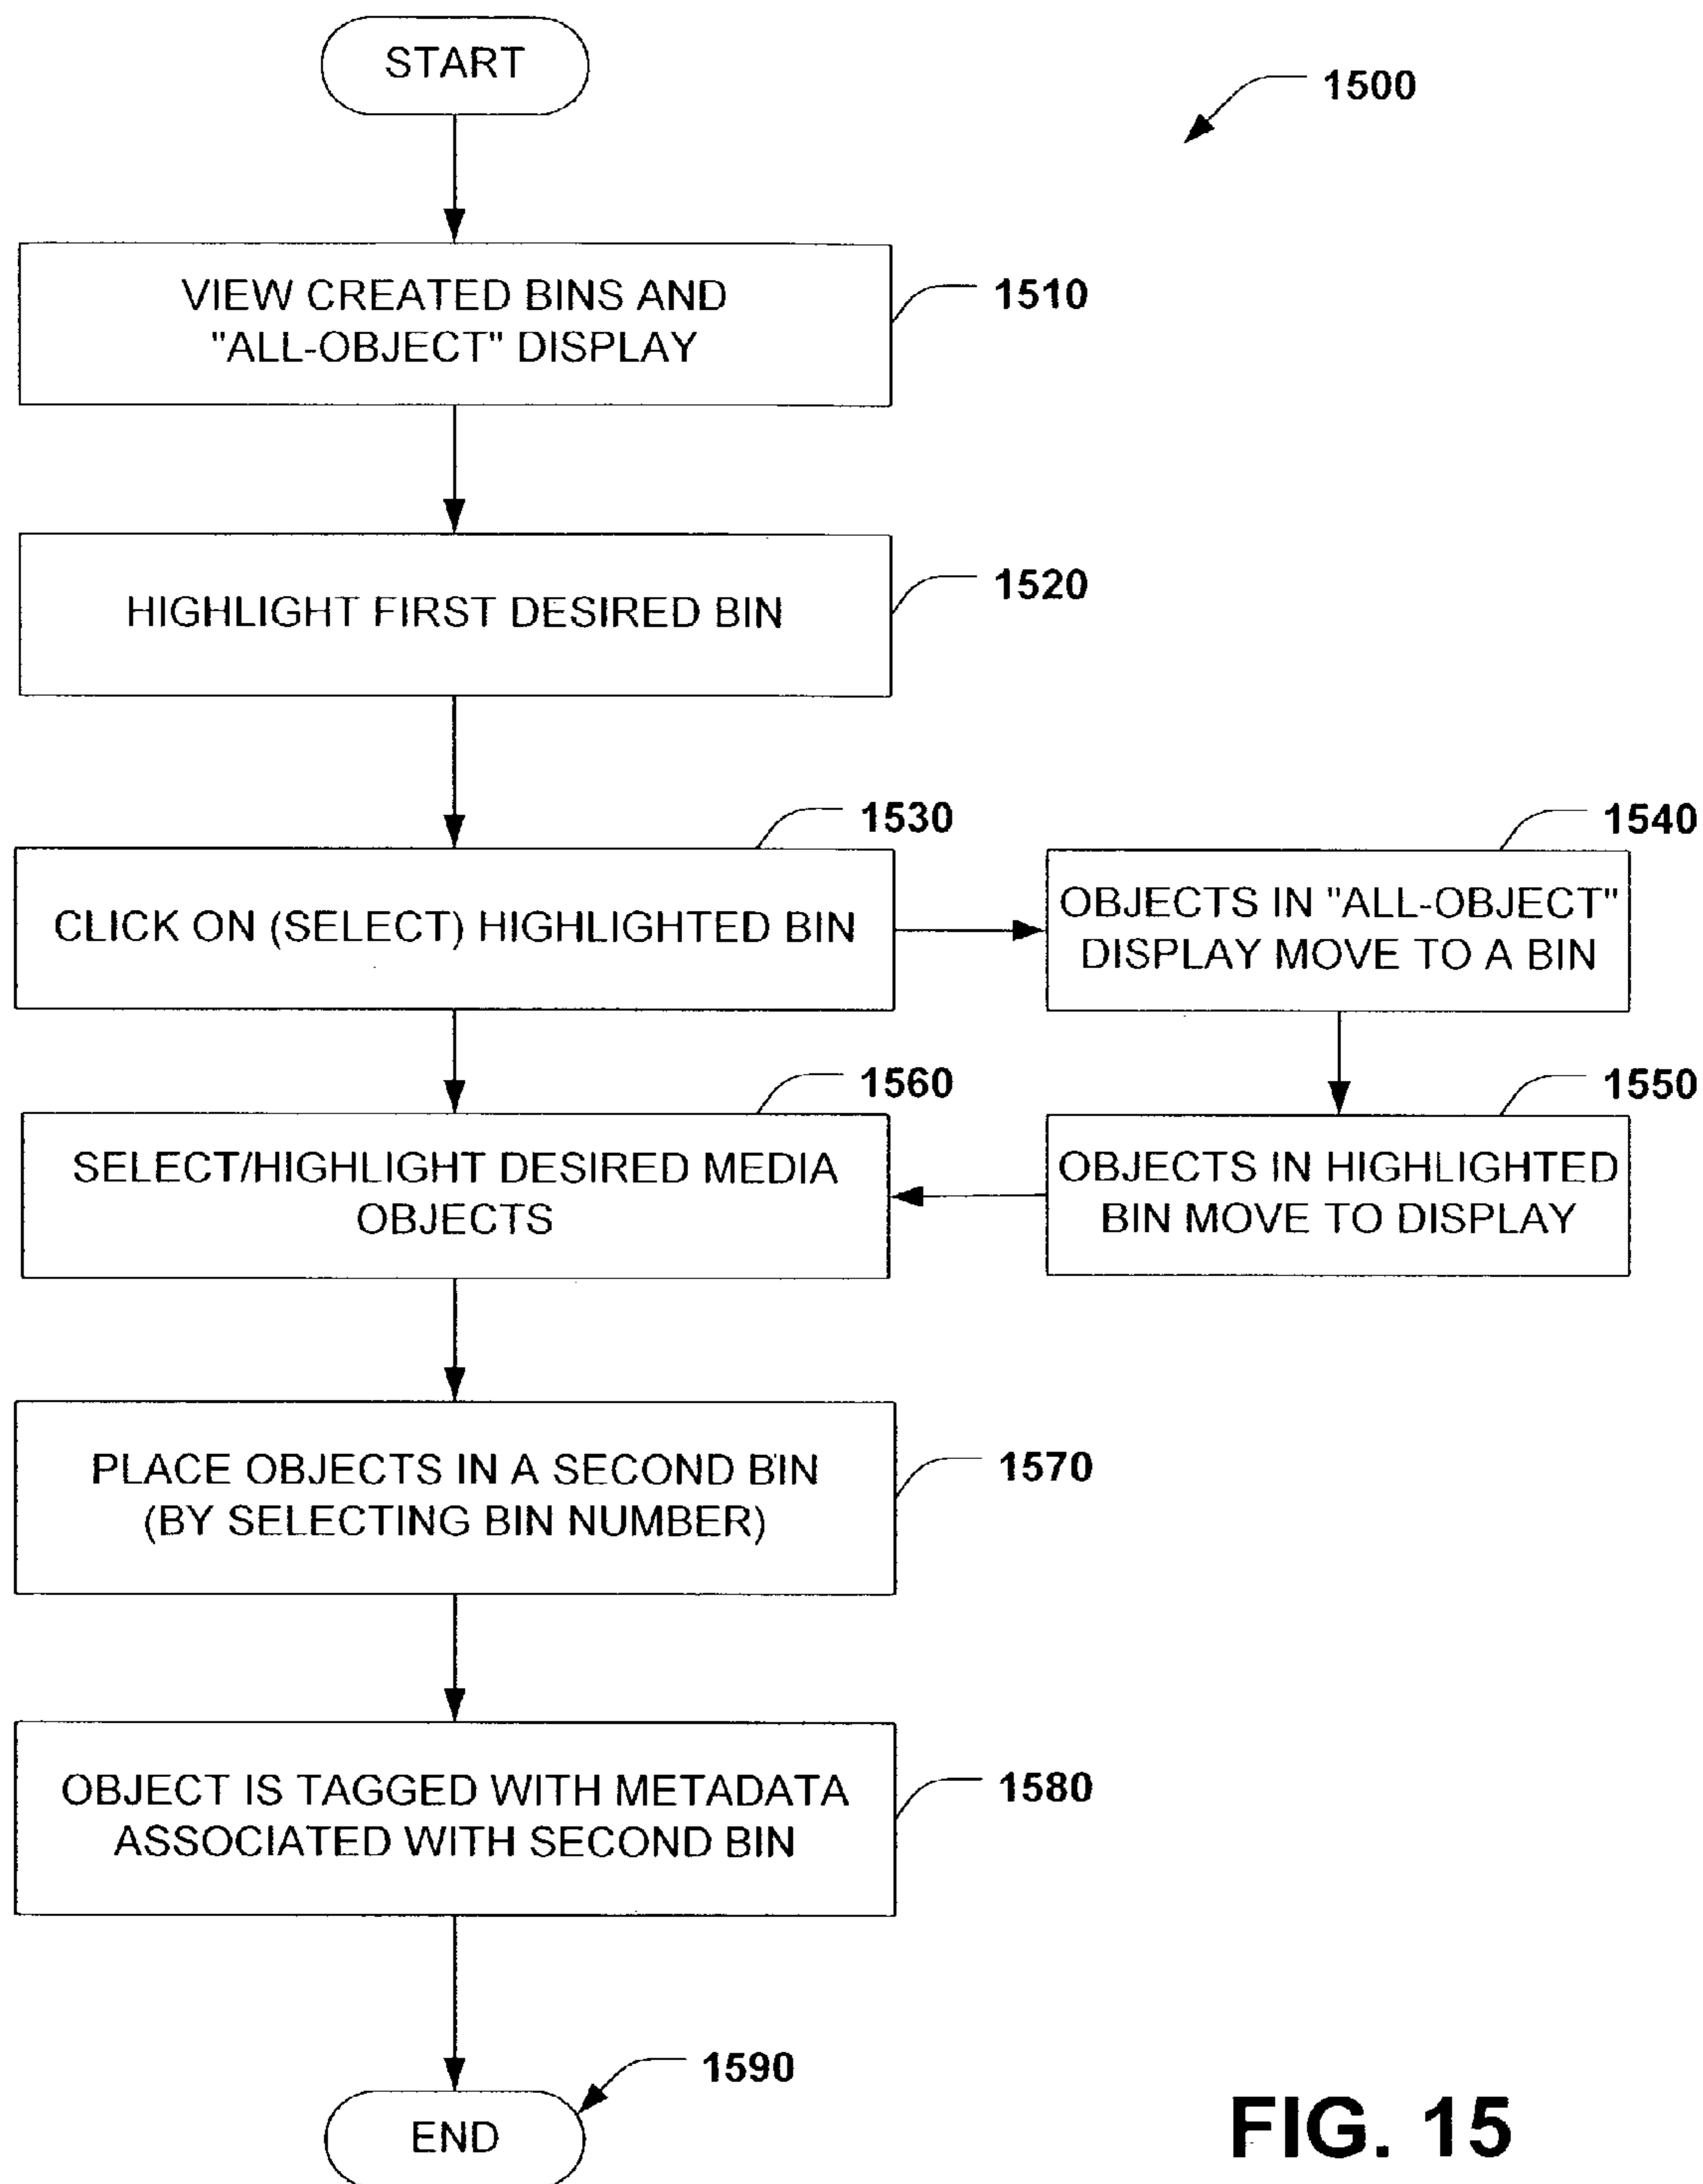 START
1500
VIEW CREATED BINS AND
"ALL-OBJECT" DISPLAY
1510
HIGHLIGHT FIRST DESIRED BIN
1520
1530
CLICK ON (SELECT) HIGHLIGHTED BIN
1540
OBJECTS IN "ALL-OBJECT"
DISPLAY MOVE TO A BIN
1560
SELECT/HIGHLIGHT DESIRED MEDIA
OBJECTS
1550
OBJECTS IN HIGHLIGHTED
BIN MOVE TO DISPLAY
PLACE OBJECTS IN A SECOND BIN
(BY SELECTING BIN NUMBER)
1570
OBJECT IS TAGGED WITH METADATA
ASSOCIATED WITH SECOND BIN
1580
1590
END
FIG. 15